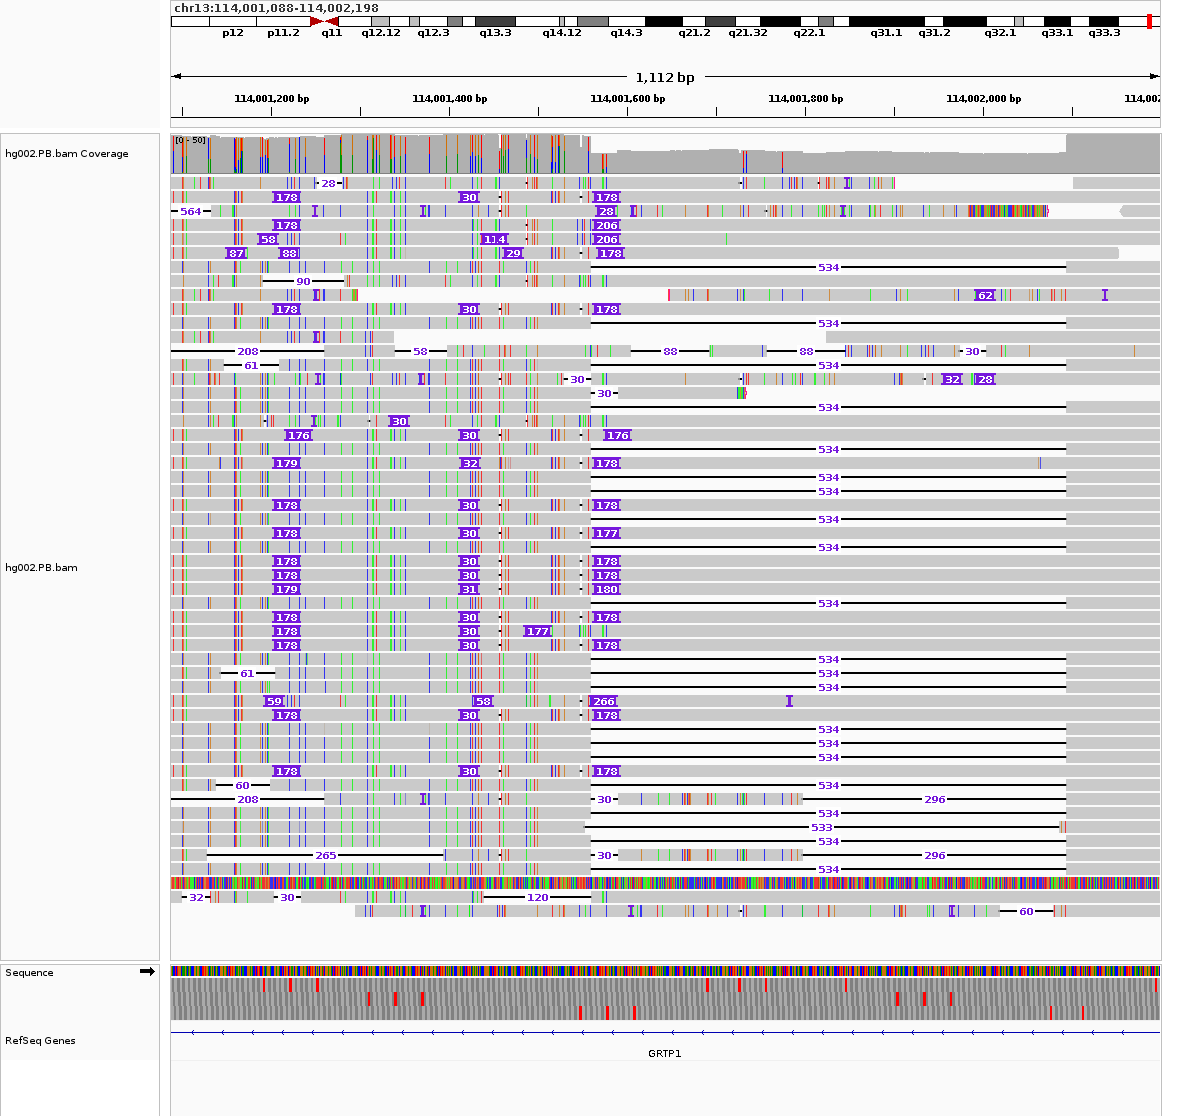 chr13:114,001,088-114,002,198
p12 p11.2 q11 q12.12 q12.3 q13.3 q14.12 q14.3 q21.2 q21.32 q22.1 q31.1 q31.2 q32.1 q33.1 q33.3
1,112 bp
114,001,200 bp 114,001,400 bp 114,001,600 bp 114,001,800 bp 114,002,000 bp 114,002
[0 - 50]
hg002.PB.bam Coverage
28
178 30 178
564 28
178 206
58 114 206
87 88 29 178
534
90
62
178 30 178
534
208 58 88 88 30
61 534
30 32 28
30
534
30
176 30 176
534
179 32 178
534
534
178 30 178
534
178 30 177
534
178 30 178
hg002.PB.bam
178 30 178
179 31 180
534
178 30 178
178 30 177
178 30 178
534
61 534
534
59 58 266
178 30 178
534
534
534
178 30 178
60 534
208 30 296
534
533
534
265 30 296
534
32 30 120
60
Sequence
RefSeq Genes
GRTP1